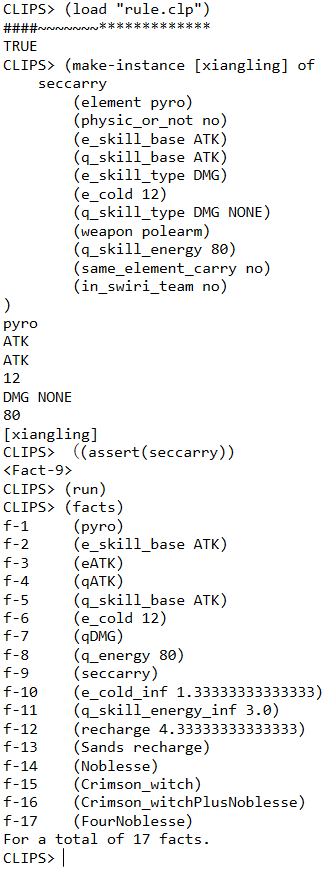 CLIPS> (load "rule.clp")
####~~~~~~~*************
TRUE
CLIPS> (make-instance [xiangling] of
    seccarry
        (element pyro)
        (physic_or_not no)
        (e_skill_base ATK)
        (q_skill_base ATK)
        (e_skill_type DMG)
        (e_cold 12)
        (q_skill_type DMG NONE)
        (weapon polearm)
        (q_skill_energy 80)
        (same_element_carry no)
        (in_swiri_team no)
)
pyro
ATK
ATK
12
DMG NONE
80
[xiangling]
CLIPS> ((assert(seccarry))
<Fact-9>
CLIPS> (run)
CLIPS> (facts)
f-1     (pyro)
f-2     (e_skill_base ATK)
f-3     (eATK)
f-4     (qATK)
f-5     (q_skill_base ATK)
f-6     (e_cold 12)
f-7     (qDMG)
f-8     (q_energy 80)
f-9     (seccarry)
f-10    (e_cold_inf 1.33333333333333)
f-11    (q_skill_energy_inf 3.0)
f-12    (recharge 4.33333333333333)
f-13    (Sands recharge)
f-14    (Noblesse)
f-15    (Crimson_witch)
f-16    (Crimson_witchPlusNoblesse)
f-17    (FourNoblesse)
For a total of 17 facts.
CLIPS>